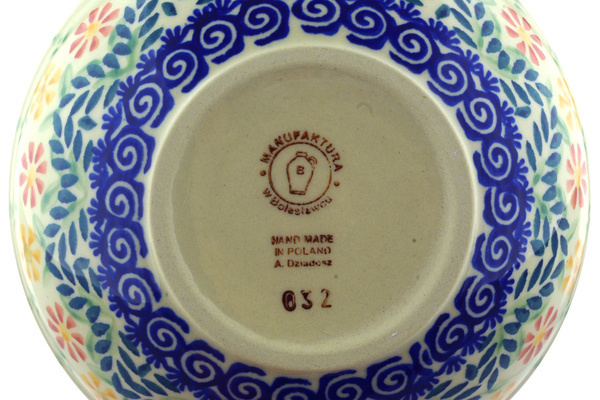 • MANUFAKTURA •
B
w Bolesławcu
HAND MADE
IN POLAND
A. Dziadosz
032